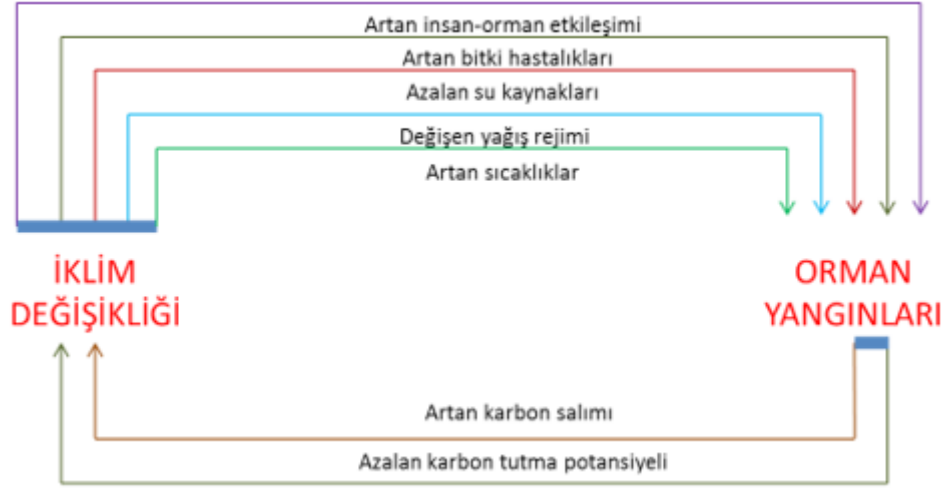 Artan insan-orman etkileşimi
Artan bitki hastalıkları
Azalan su kaynakları
Değişen yağış rejimi
Artan sıcaklıklar
İKLİM
DEĞİŞİKLİĞİ
ORMAN
YANGINLARI
Artan karbon salımı
Azalan karbon tutma potansiyeli